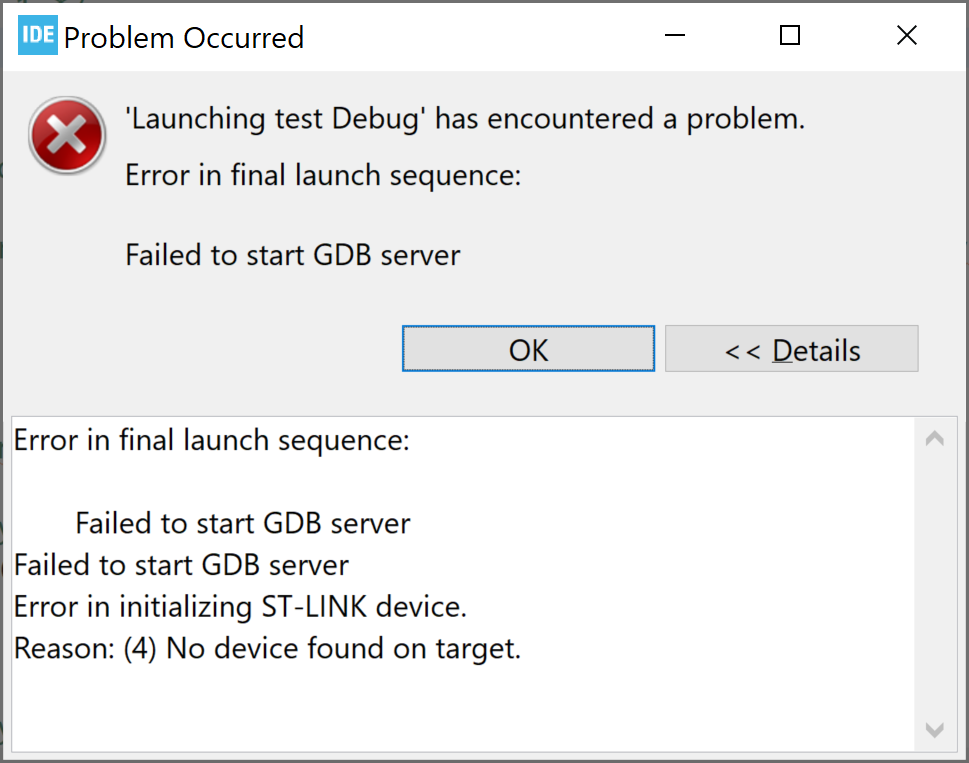 IDE Problem Occurred
'Launching test Debug' has encountered a problem.
Error in final launch sequence:
Failed to start GDB server
OK
<< Details
Error in final launch sequence:
Failed to start GDB server
Failed to start GDB server
Error in initializing ST-LINK device.
Reason: (4) No device found on target.